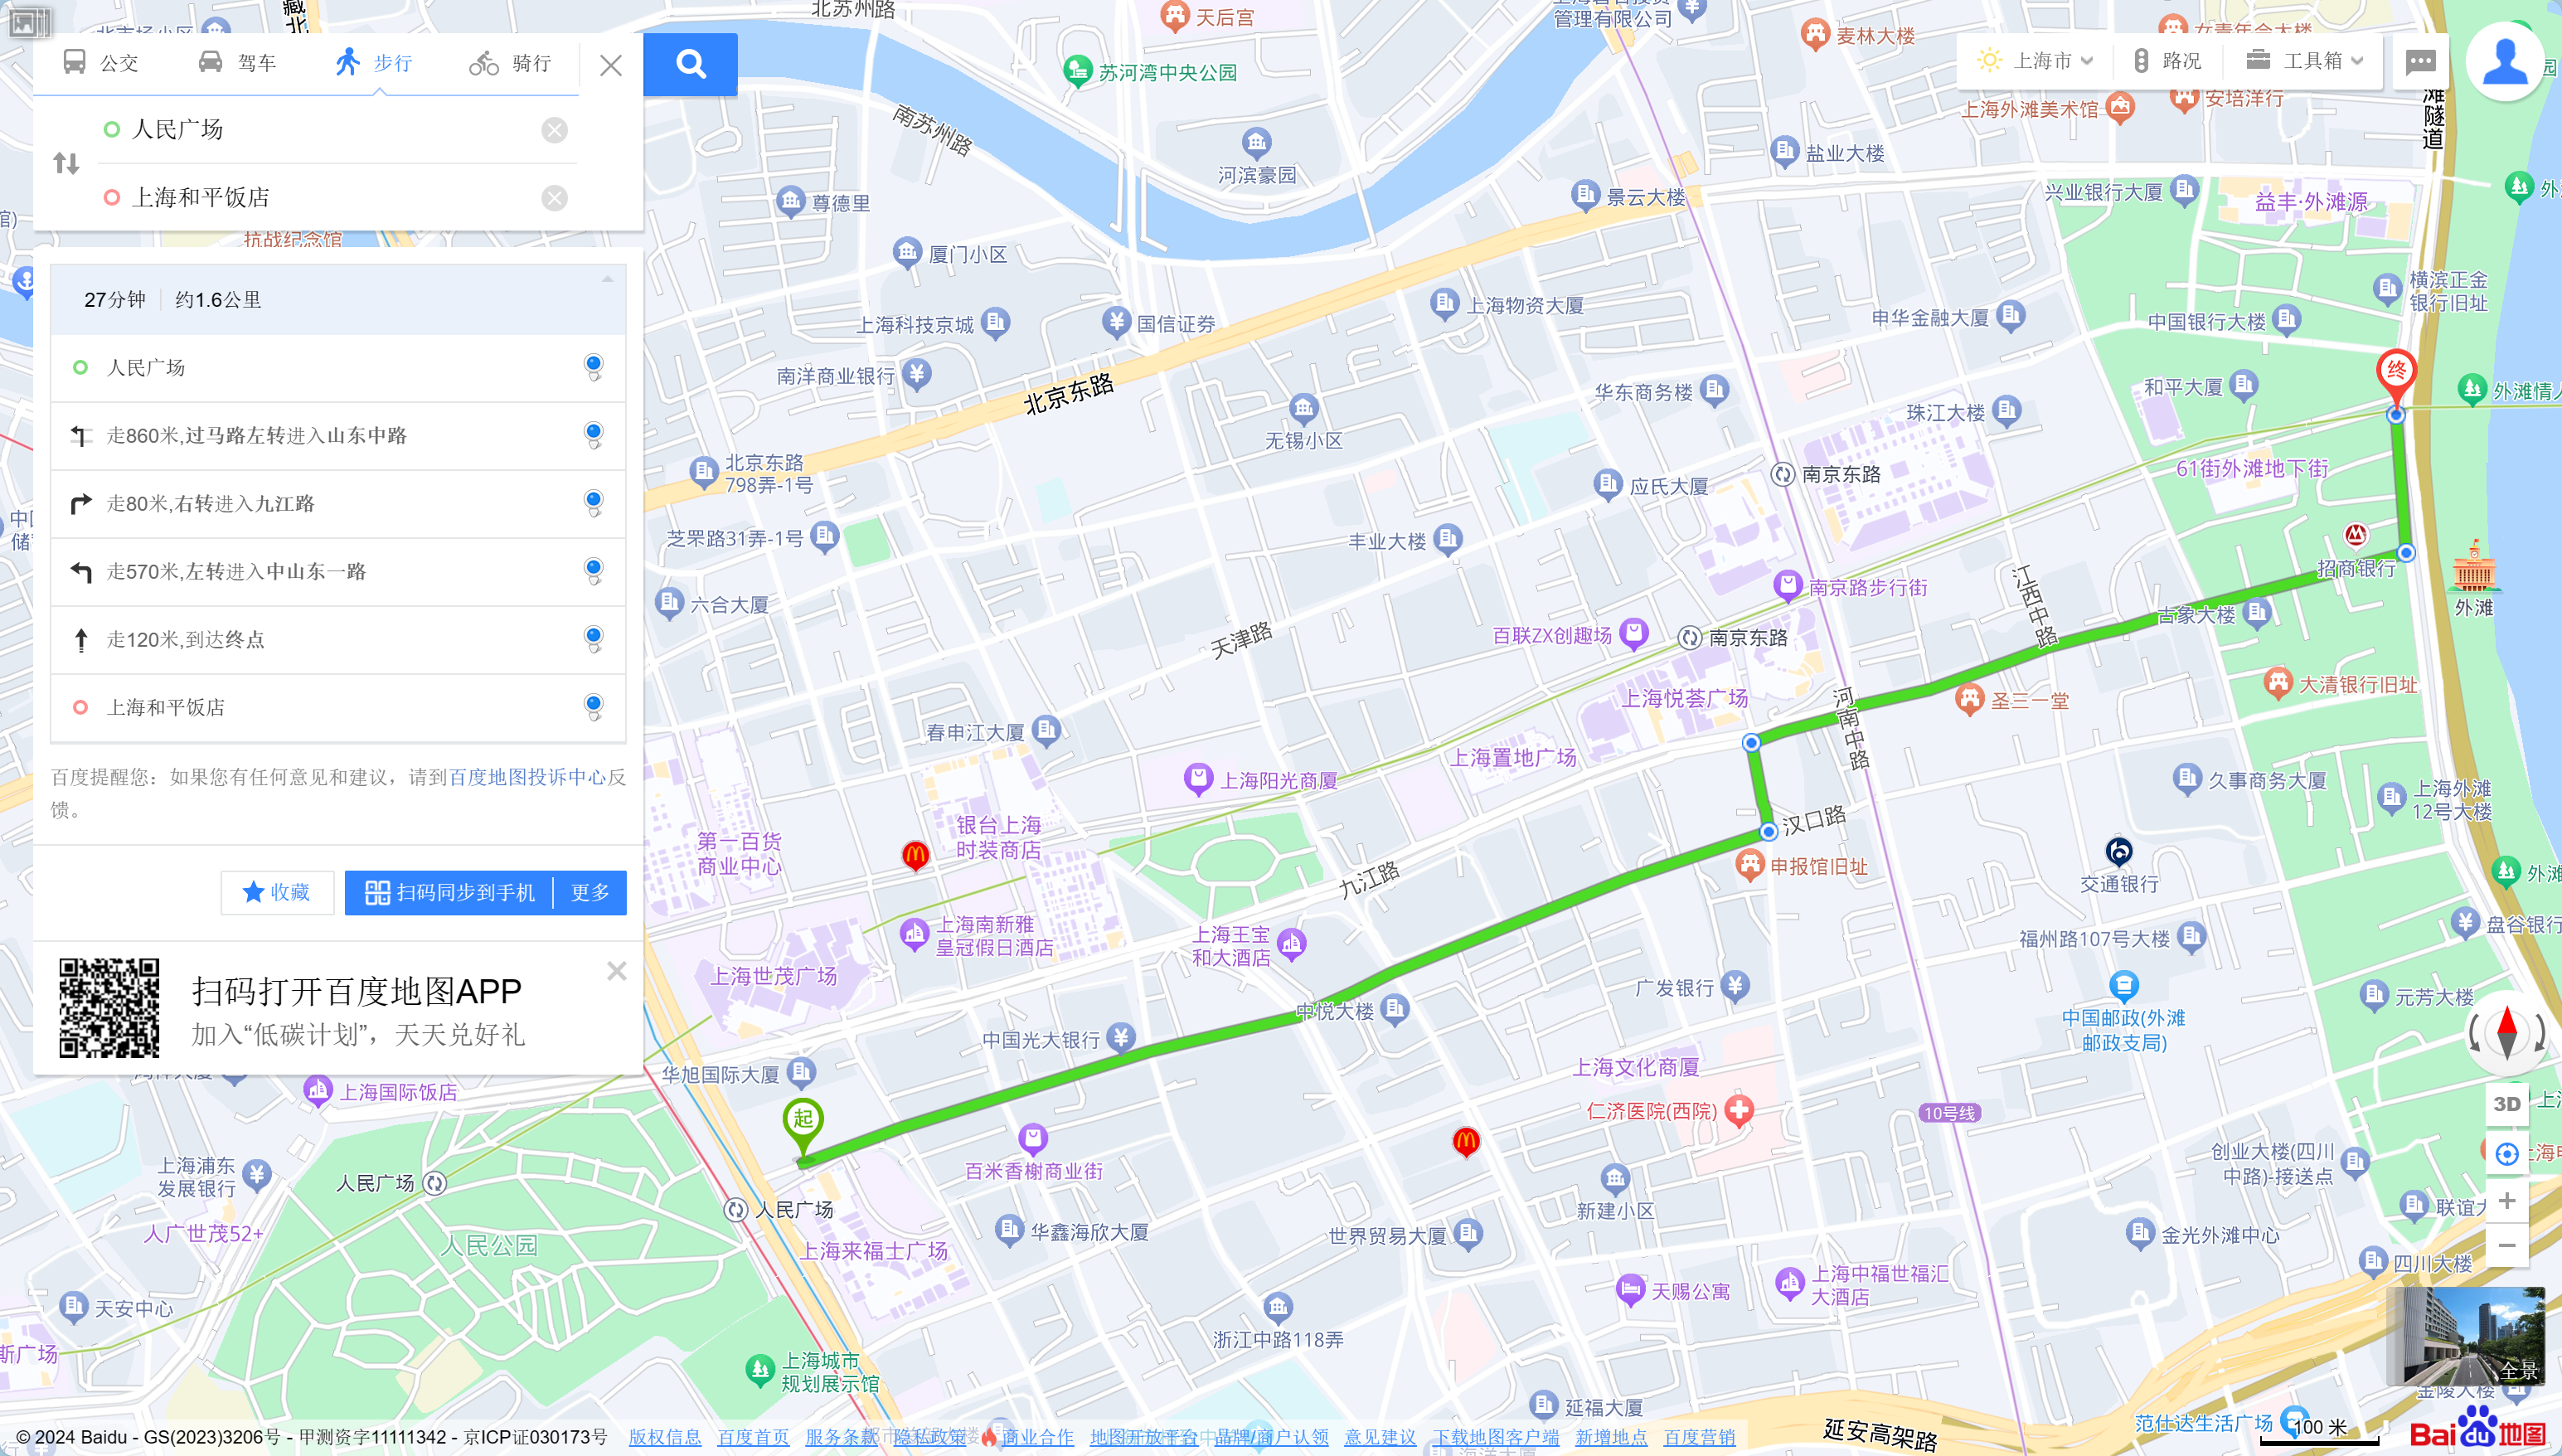 公交
驾车
步行
骑行
人民广场
上海和平饭店
27分钟
约1.6公里
人民广场
走860米,过马路左转进入山东中路
走80米,右转进入九江路
走570米,左转进入中山东一路
走120米,到达终点
上海和平饭店
百度提醒您：如果您有任何意见和建议，请到百度地图投诉中心反
馈。
收藏
扫码同步到手机
更多
扫码打开百度地图APP
加入“低碳计划”，天天兑好礼
上海市
路况
工具箱
北苏州路
天后宫
管理有限公司
麦林大楼
苏河湾中央公园
上海外滩美术馆
安培洋行
滩隧道
南苏州路
河滨豪园
盐业大楼
尊德里
景云大楼
兴业银行大厦
益丰·外滩源
抗战纪念馆
厦门小区
横滨正金
银行旧址
上海科技京城
国信证券
上海物资大厦
申华金融大厦
中国银行大楼
南洋商业银行
北京东路
华东商务楼
和平大厦
终
外滩情人
珠江大楼
无锡小区
北京东路
798弄-1号
应氏大厦
南京东路
61街外滩地下街
芝罘路31弄-1号
丰业大楼
招商银行
外滩
六合大厦
天津路
南京路步行街
江西中路
百联ZX创趣场
南京东路
古象大楼
上海悦荟广场
河南中路
圣三一堂
大清银行旧址
春申江大厦
上海置地广场
上海阳光商厦
久事商务大厦
上海外滩
12号大楼
第一百货
商业中心
银台上海
时装商店
汉口路
申报馆旧址
九江路
交通银行
上海南新雅
皇冠假日酒店
上海王宝
和大酒店
盘谷银行
福州路107号大楼
上海世茂广场
广发银行
元芳大楼
中悦大楼
中国光大银行
中国邮政(外滩
邮政支局)
华旭国际大厦
上海文化商厦
上海国际饭店
起
仁济医院(西院)
10号线
3D
百米香榭商业街
上海浦东
发展银行
人民广场
人民广场
创业大楼(四川
中路)-接送点
新建小区
人广世茂52+
人民公园
上海来福士广场
华鑫海欣大厦
世界贸易大厦
金光外滩中心
四川大楼
天安中心
天赐公寓
上海中福世福汇
大酒店
浙江中路118弄
上海城市
规划展示馆
全景
延福大厦
延安高架路
范仕达生活广场
100 米
Bai du 地图
© 2024 Baidu - GS(2023)3206号 - 甲测资字11111342 - 京ICP证030173号
版权信息
百度首页
服务条款
隐私政策
商业合作
地图开放平台
品牌/商户认领
意见建议
下载地图客户端
新增地点
百度营销